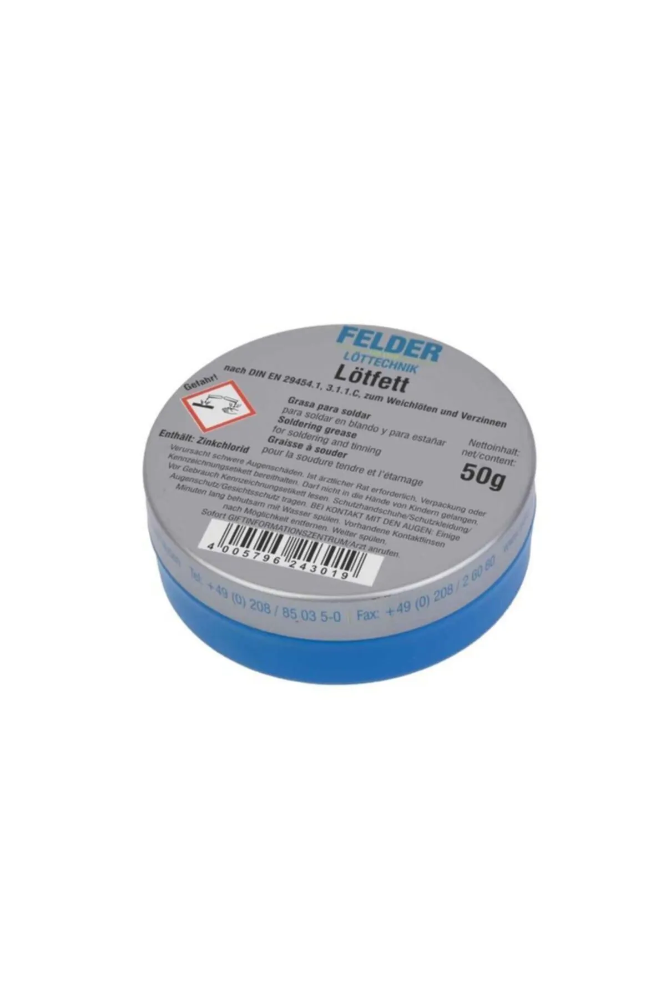 FELDER
LÖTTECHNIK
Lötfett
nach DIN EN 29454.1, 3.1.1.C, zum Weichlöten und Verzinnen
Gefahr!
Grasa para soldar
para soldar en blando y para estañar
Soldering grease
for soldering and tinning
Graisse à souder
pour la soudure tendre et l'étamage
Nettoinhalt:
net/content:
50g
Enthält: Zinkchlorid
Verursacht schwere Augenschäden. Ist ärztlicher Rat erforderlich, Verpackung oder
Kennzeichnungsetikett bereithalten. Darf nicht in die Hände von Kindern gelangen.
Vor Gebrauch Kennzeichnungsetikett lesen. Schutzhandschuhe/Schutzkleidung/
Augenschutz/Gesichtsschutz tragen. BEI KONTAKT MIT DEN AUGEN: Einige
Minuten lang behutsam mit Wasser spülen. Vorhandene Kontaktlinsen
nach Möglichkeit entfernen. Weiter spülen.
Sofort GIFTINFORMATIONSZENTRUM/Arzt anrufen.
4 005796 243019
Tel: +49 (0) 208 / 85 03 5-0 | Fax: +49 (0) 208 / 2 60 80